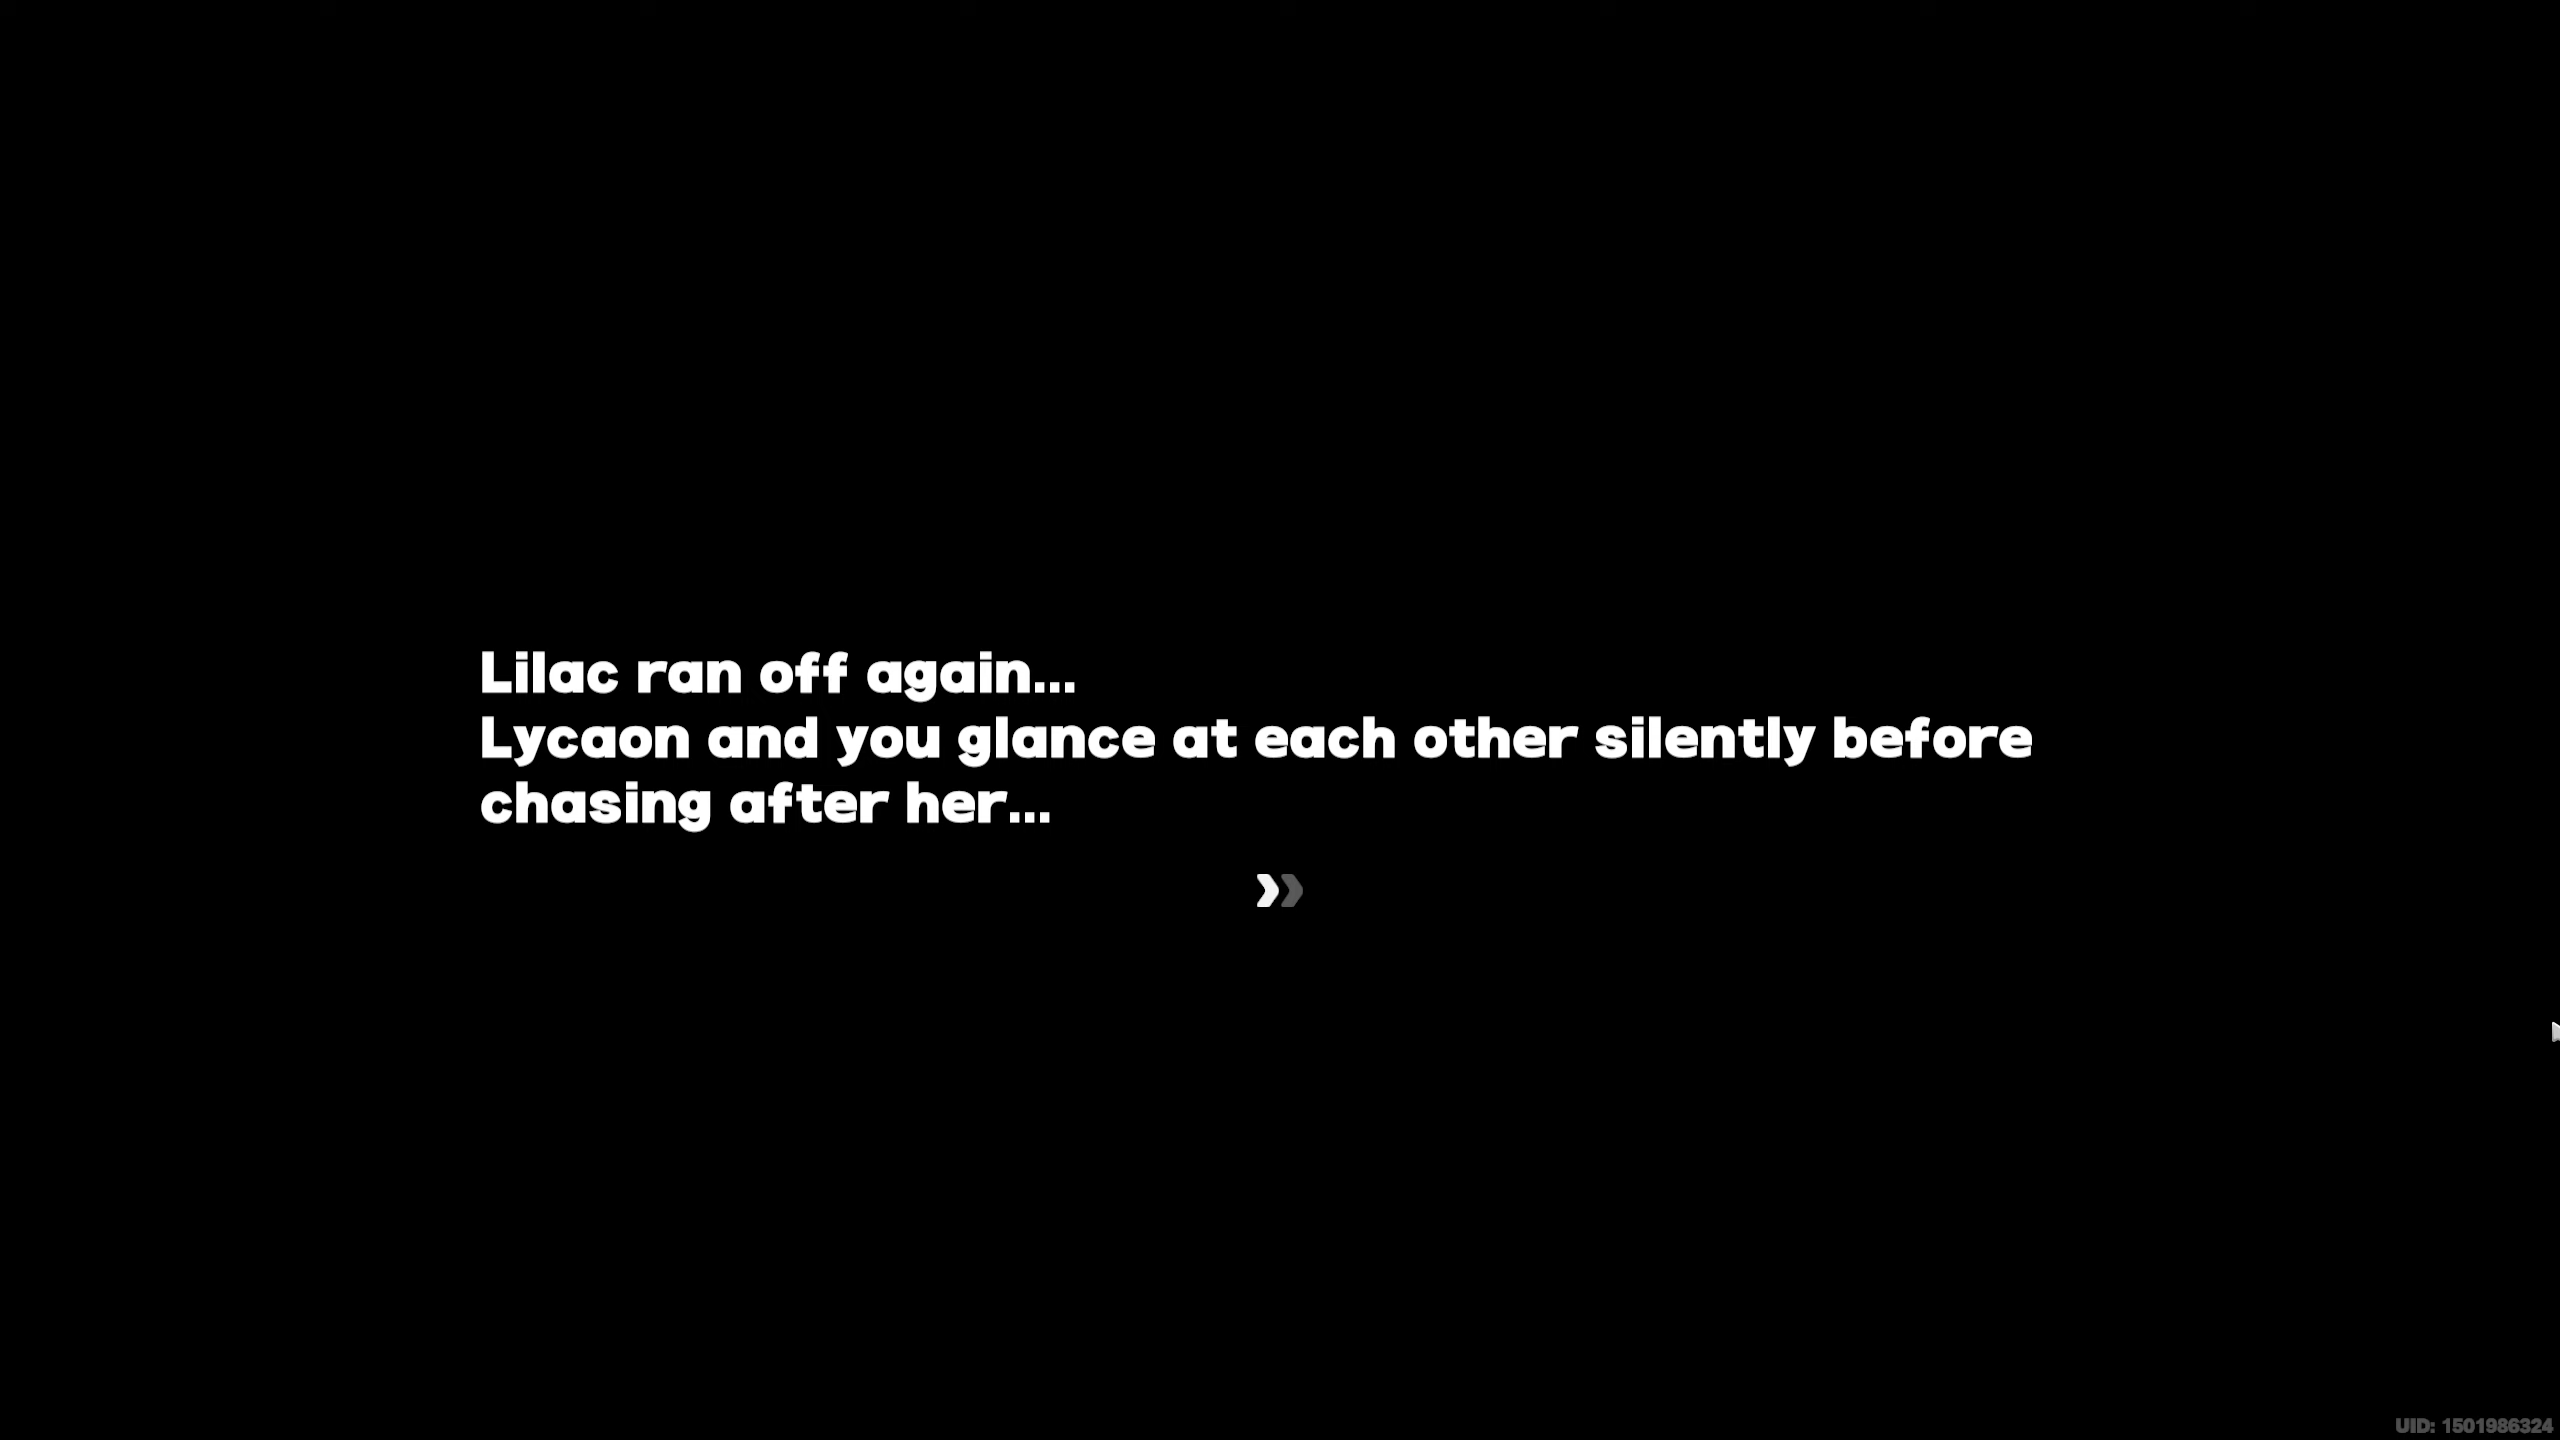 Lilac ran off again...
Lycaon and you glance at each other silently before
chasing after her...
UID: 1501986324